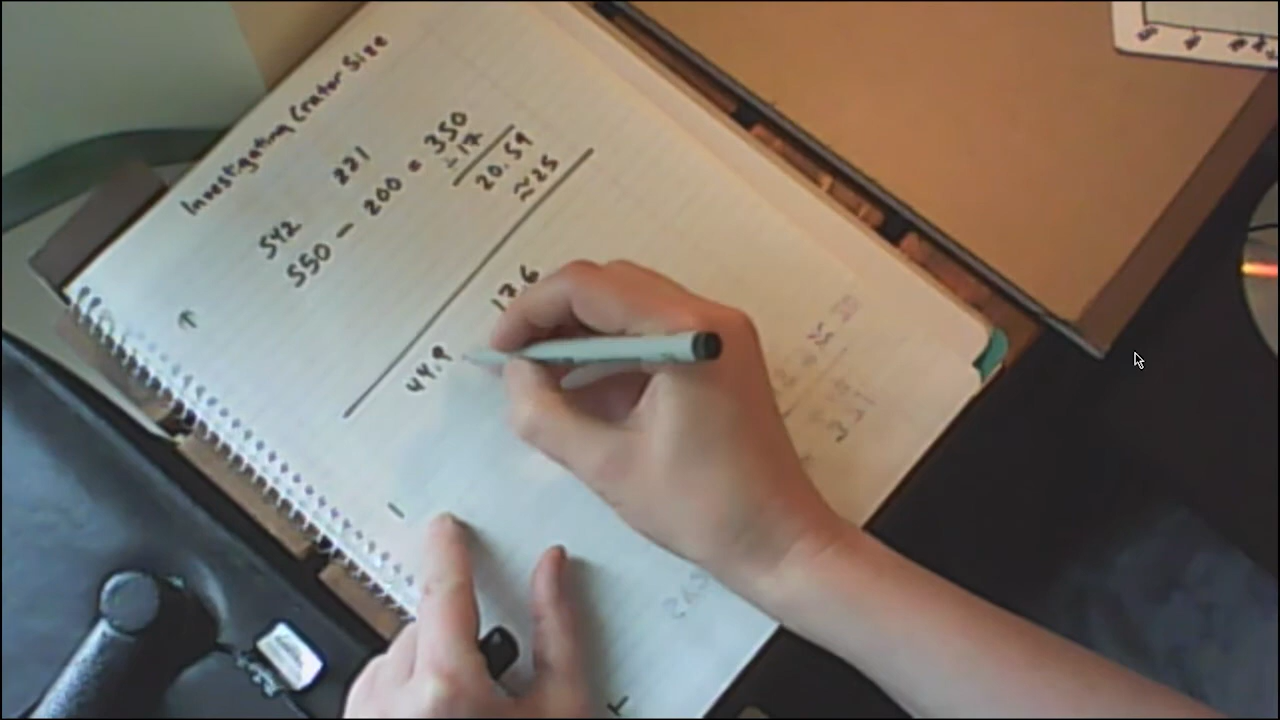 Investigating Crater Size
542 221
550 - 200 = 350
÷ 17
20.59
≈ 25
44.9 17.6